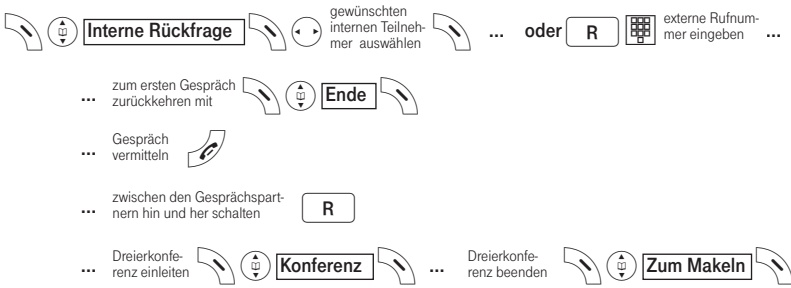 Interne Rückfrage
gewünschten
internen Teilneh-
mer auswählen
... oder R
externe Rufnum-
mer eingeben ...
... zum ersten Gespräch
zurückkehren mit
Ende
... Gespräch
vermitteln
... zwischen den Gesprächspart-
nern hin und her schalten
R
... Dreierkonfe-
renz einleiten
Konferenz ...
Dreierkonfe-
renz beenden
Zum Makeln